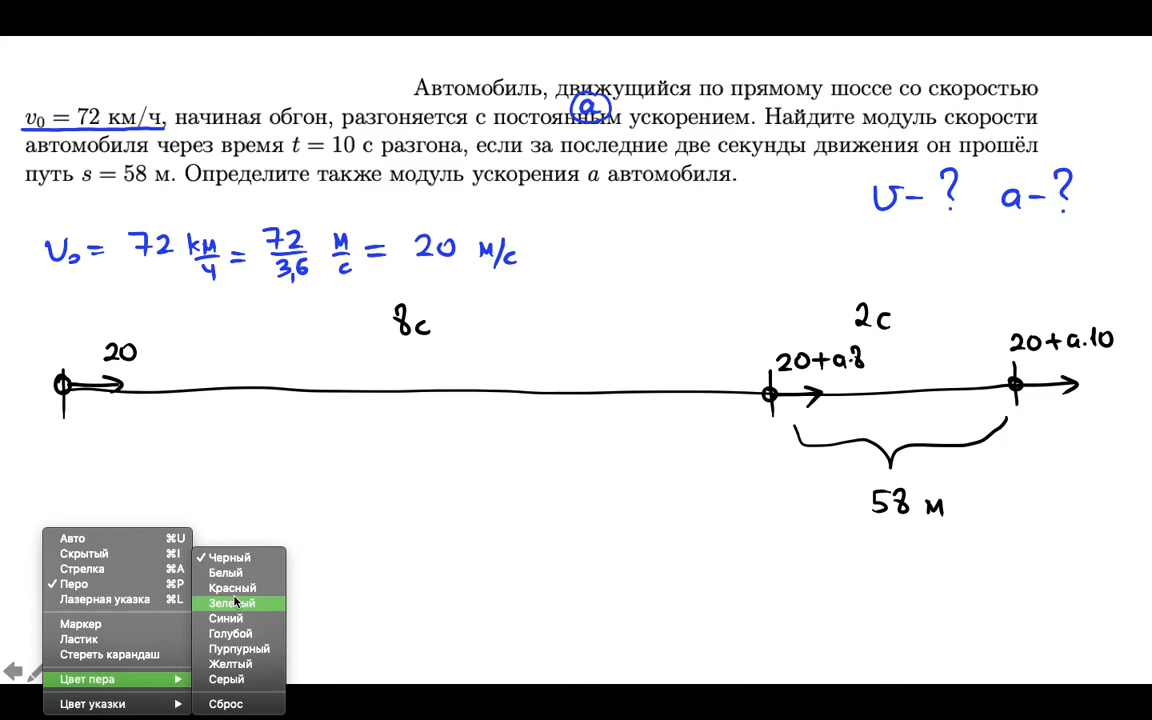 Автомобиль, движущийся по прямому шоссе со скоростью
a
v₀ = 72 км/ч, начиная обгон, разгоняется с постоянным ускорением. Найдите модуль скорости
автомобиля через время t = 10 с разгона, если за последние две секунды движения он прошёл
путь s = 58 м. Определите также модуль ускорения a автомобиля.
υ - ? a - ?
υ₀ = 72 км/ч = 72/3,6 м/с = 20 м/с
8с 2с
20 20+a·8 20+a·10
58 м
Авто ⌘U
Скрытый ⌘I
Стрелка ⌘A
✓ Перо ⌘P
Лазерная указка ⌘L
Маркер
Ластик
Стереть карандаш
Цвет пера
Цвет указки
✓ Черный
Белый
Красный
Зеленый
Синий
Голубой
Пурпурный
Желтый
Серый
Сброс